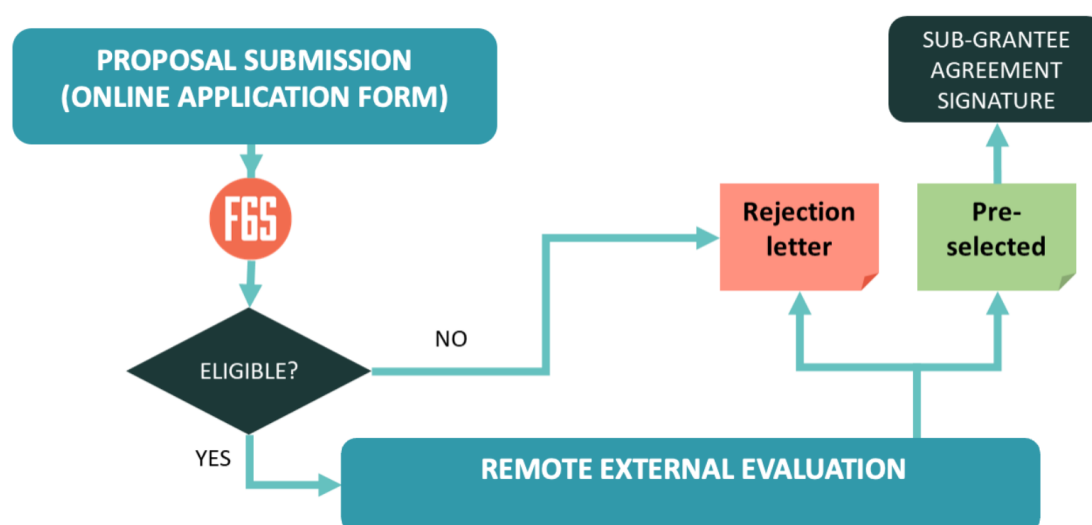 PROPOSAL SUBMISSION
(ONLINE APPLICATION FORM)
SUB-GRANTEE
AGREEMENT
SIGNATURE
F6S
Rejection
letter
Pre-
selected
NO
ELIGIBLE?
YES
REMOTE EXTERNAL EVALUATION